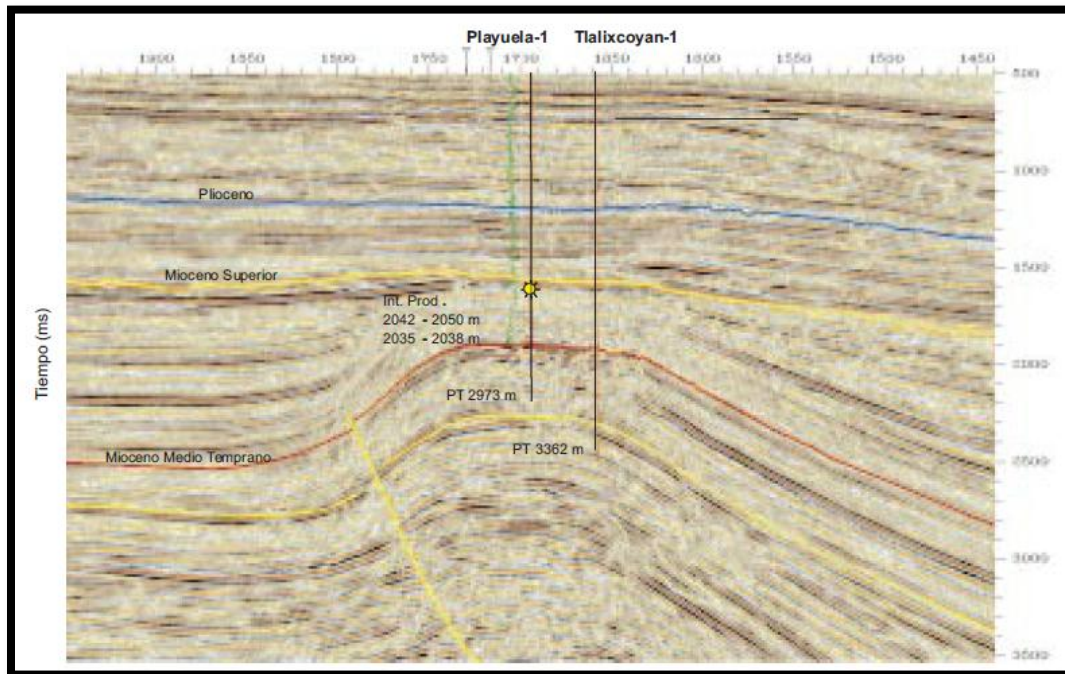 Playuela-1 Tlalixcoyan-1
1900 1850 1800 1750 1700 1650 1600 1550 1500 1450
500
1000
Plioceno
1500
Mioceno Superior
Int. Prod.
2042 - 2050 m
2035 - 2038 m
2000
Tiempo (ms)
PT 2973 m
PT 3362 m
Mioceno Medio Temprano
2500
3000
3500